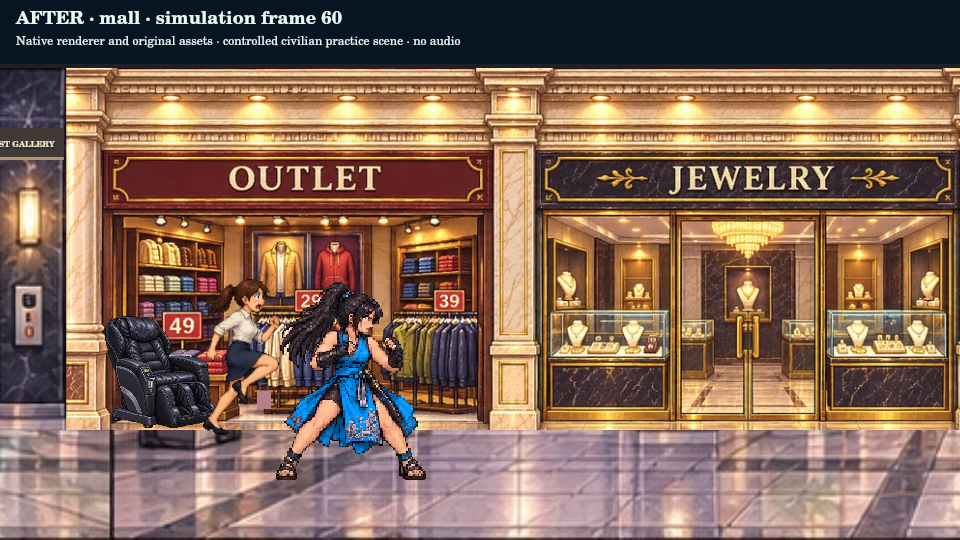 AFTER · mall · simulation frame 60
Native renderer and original assets · controlled civilian practice scene · no audio
ST GALLERY
OUTLET
JEWELRY
29
39
49